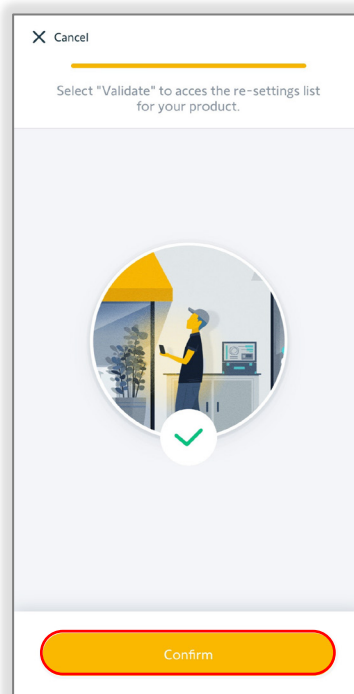 Cancel
Select "Validate" to acces the re-settings list
for your product.
Confirm